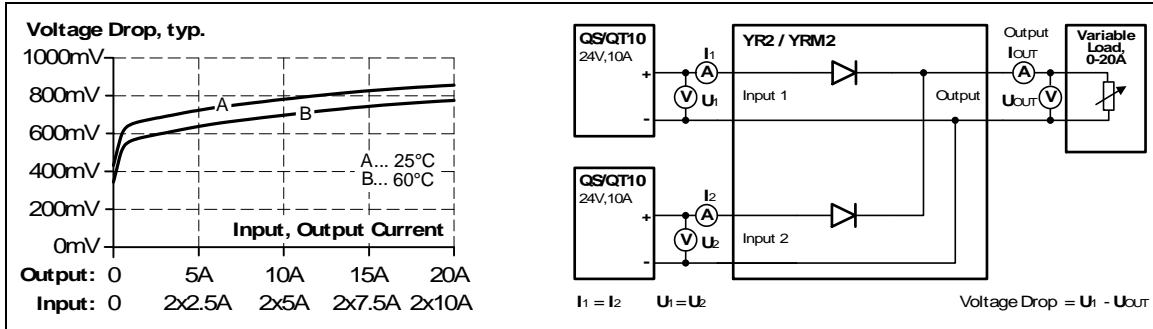 Voltage Drop, typ.
1000mV
800mV
600mV
400mV
200mV
0mV
A
B
A... 25°C
B... 60°C
Input, Output Current
Output: 0 5A 10A 15A 20A
Input: 0 2x2.5A 2x5A 2x7.5A 2x10A
QS/QT10
24V,10A
+
-
I1
A
V U1
YR2 / YRM2
Input 1
Output
Output
IOUT
A
UOUT V
Variable
Load,
0-20A
QS/QT10
24V,10A
+
-
I2
A
V U2
Input 2
I1 = I2 U1 = U2
Voltage Drop = U1 - UOUT